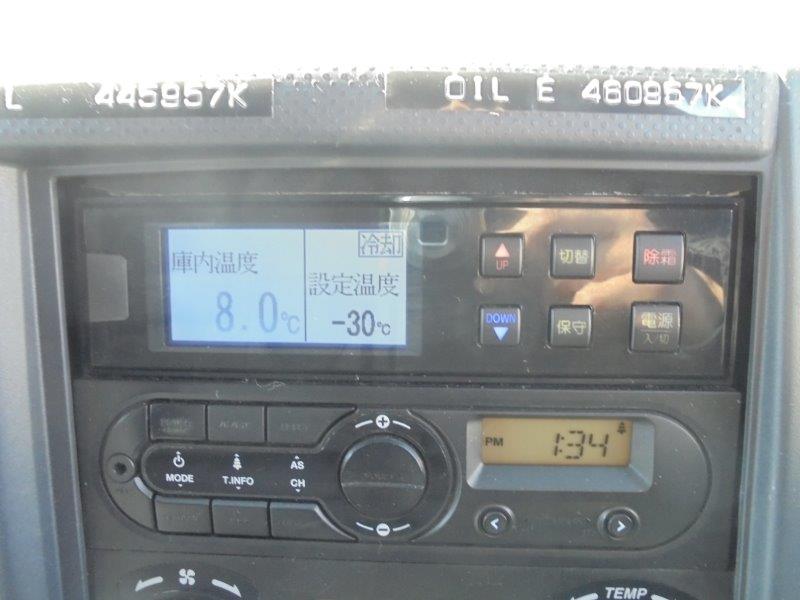 L 445957K
OIL E 460957K
冷却
庫内温度
設定温度
8.0℃
-30℃
UP
切替
除霜
DOWN
保守
電源
入/切
PM 1:34
MODE
T.INFO
AS
CH
TEMP